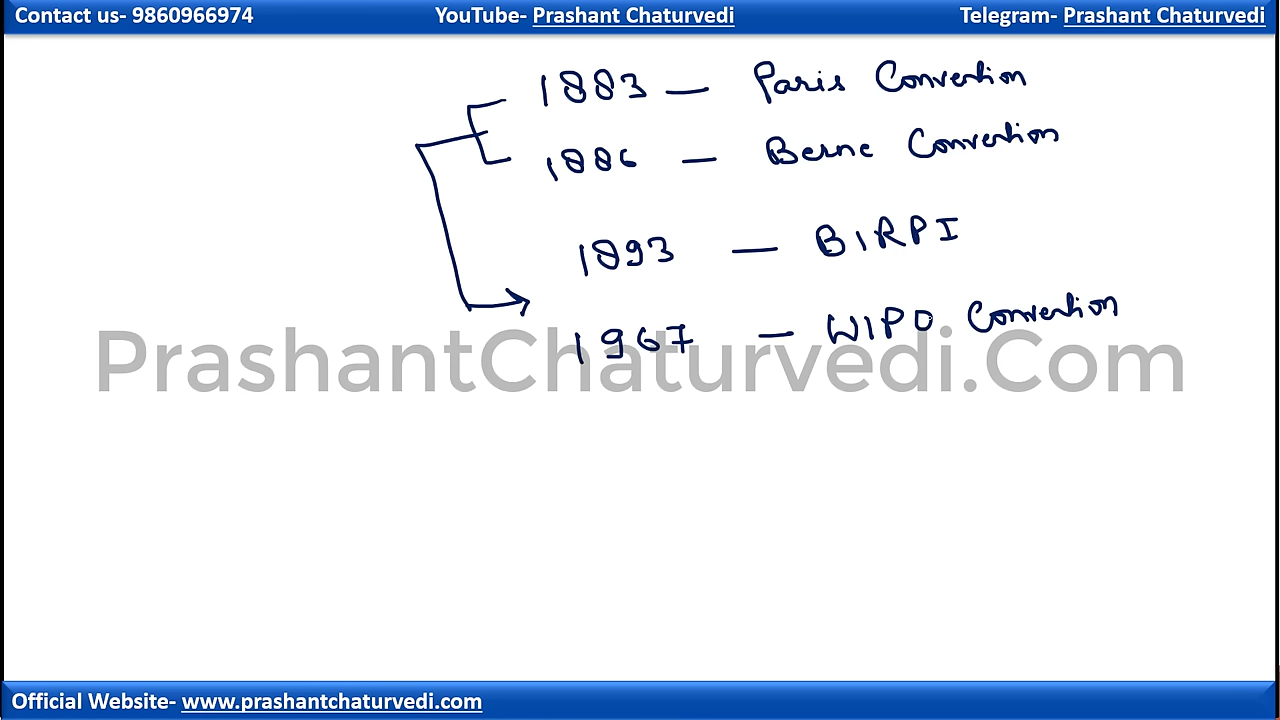 Contact us- 9860966974 YouTube- Prashant Chaturvedi Telegram- Prashant Chaturvedi
1883 — Paris Convention
1886 — Berne Convention
1893 — BIRPI
1967 — WIPO Convention
PrashantChaturvedi.Com
Official Website- www.prashantchaturvedi.com